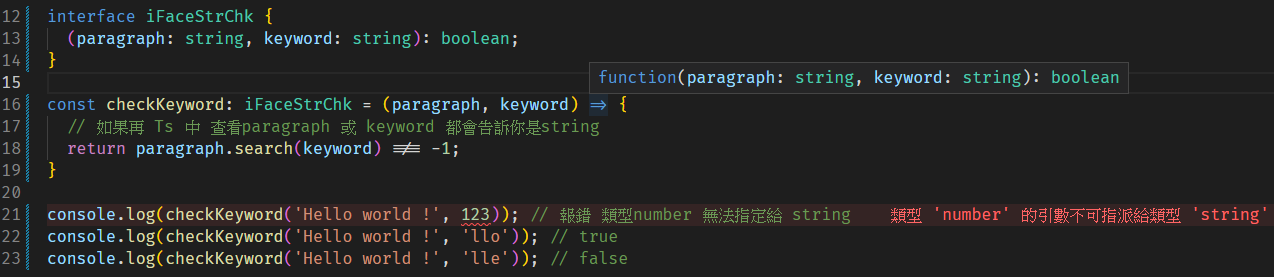 12 interface iFaceStrChk {
13   (paragraph: string, keyword: string): boolean;
14 }
15
function(paragraph: string, keyword: string): boolean
16 const checkKeyword: iFaceStrChk = (paragraph, keyword) => {
17   // 如果再 Ts 中 查看paragraph 或 keyword 都會告訴你是string
18   return paragraph.search(keyword) !== -1;
19 }
20
21 console.log(checkKeyword('Hello world !', 123)); // 報錯 類型number 無法指定給 string    類型 'number' 的引數不可指派給類型 'string'
22 console.log(checkKeyword('Hello world !', 'llo')); // true
23 console.log(checkKeyword('Hello world !', 'lle')); // false